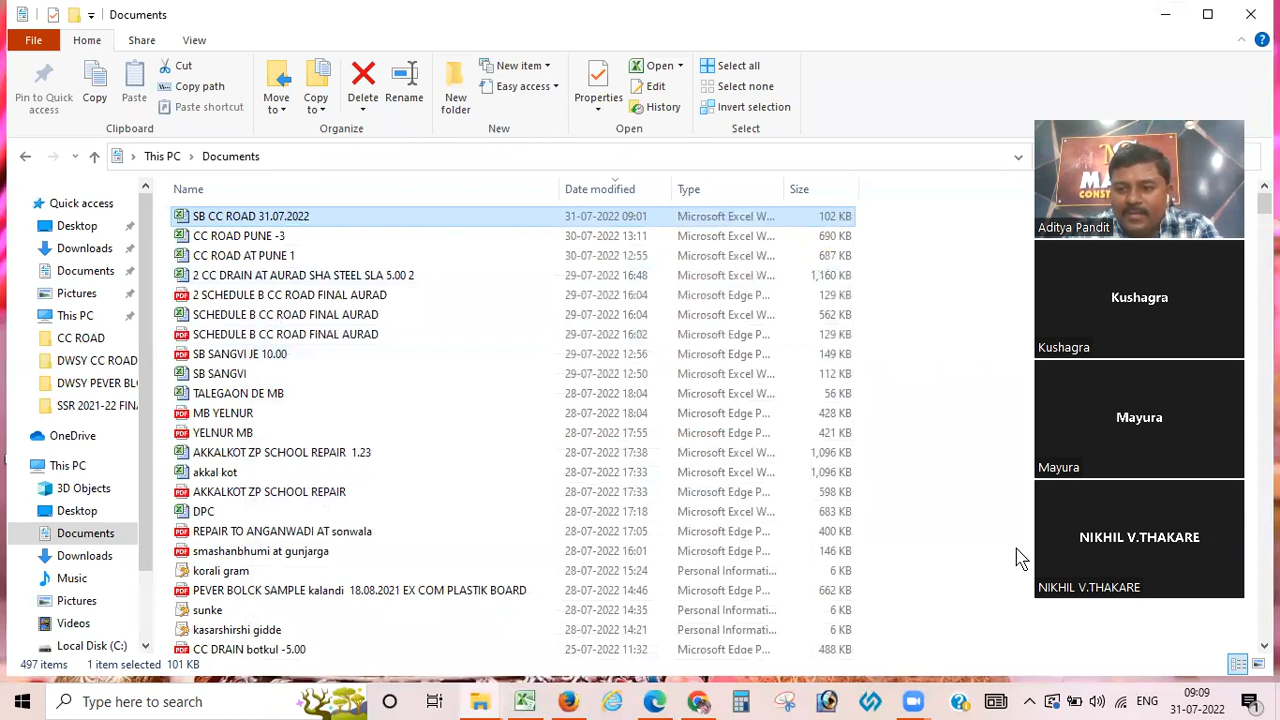 Documents
File Home Share View
Pin to Quick access
Copy
Paste
Cut
Copy path
Paste shortcut
Clipboard
Move to
Copy to
Delete
Rename
Organize
New folder
New item
Easy access
New
Properties
Open
Edit
History
Open
Select all
Select none
Invert selection
Select
This PC > Documents
Quick access
Desktop
Downloads
Documents
Pictures
This PC
CC ROAD
DWSY CC ROAD
DWSY PEVER BL
SSR 2021-22 FINA
OneDrive
This PC
3D Objects
Desktop
Documents
Downloads
Music
Pictures
Videos
Local Disk (C:)
Name Date modified Type Size
SB CC ROAD 31.07.2022 31-07-2022 09:01 Microsoft Excel W... 102 KB
CC ROAD PUNE -3 30-07-2022 13:11 Microsoft Excel W... 690 KB
CC ROAD AT PUNE 1 30-07-2022 12:55 Microsoft Excel W... 687 KB
2 CC DRAIN AT AURAD SHA STEEL SLA 5.00 2 29-07-2022 16:48 Microsoft Excel W... 1,160 KB
2 SCHEDULE B CC ROAD FINAL AURAD 29-07-2022 16:04 Microsoft Edge P... 129 KB
SCHEDULE B CC ROAD FINAL AURAD 29-07-2022 16:04 Microsoft Excel W... 562 KB
SCHEDULE B CC ROAD FINAL AURAD 29-07-2022 16:02 Microsoft Edge P... 129 KB
SB SANGVI JE 10.00 29-07-2022 12:56 Microsoft Edge P... 149 KB
SB SANGVI 29-07-2022 12:50 Microsoft Excel W... 112 KB
TALEGAON DE MB 28-07-2022 18:04 Microsoft Excel W... 56 KB
MB YELNUR 28-07-2022 18:04 Microsoft Edge P... 428 KB
YELNUR MB 28-07-2022 17:55 Microsoft Edge P... 421 KB
AKKALKOT ZP SCHOOL REPAIR 1.23 28-07-2022 17:38 Microsoft Excel W... 1,096 KB
akkal kot 28-07-2022 17:33 Microsoft Excel W... 1,096 KB
AKKALKOT ZP SCHOOL REPAIR 28-07-2022 17:33 Microsoft Edge P... 598 KB
DPC 28-07-2022 17:18 Microsoft Excel W... 683 KB
REPAIR TO ANGANWADI AT sonwala 28-07-2022 17:05 Microsoft Edge P... 400 KB
smashanbhumi at gunjarga 28-07-2022 16:01 Microsoft Edge P... 146 KB
korali gram 28-07-2022 15:24 Personal Informati... 6 KB
PEVER BOLCK SAMPLE kalandi 18.08.2021 EX COM PLASTIK BOARD 28-07-2022 14:46 Microsoft Edge P... 662 KB
sunke 28-07-2022 14:35 Personal Informati... 6 KB
kasarshirshi gidde 28-07-2022 14:21 Personal Informati... 6 KB
CC DRAIN botkul -5.00 25-07-2022 11:32 Microsoft Edge P... 488 KB
497 items 1 item selected 101 KB
Aditya Pandit
Kushagra
Kushagra
Mayura
Mayura
NIKHIL V.THAKARE
NIKHIL V.THAKARE
Type here to search
ENG
09:09
31-07-2022
1